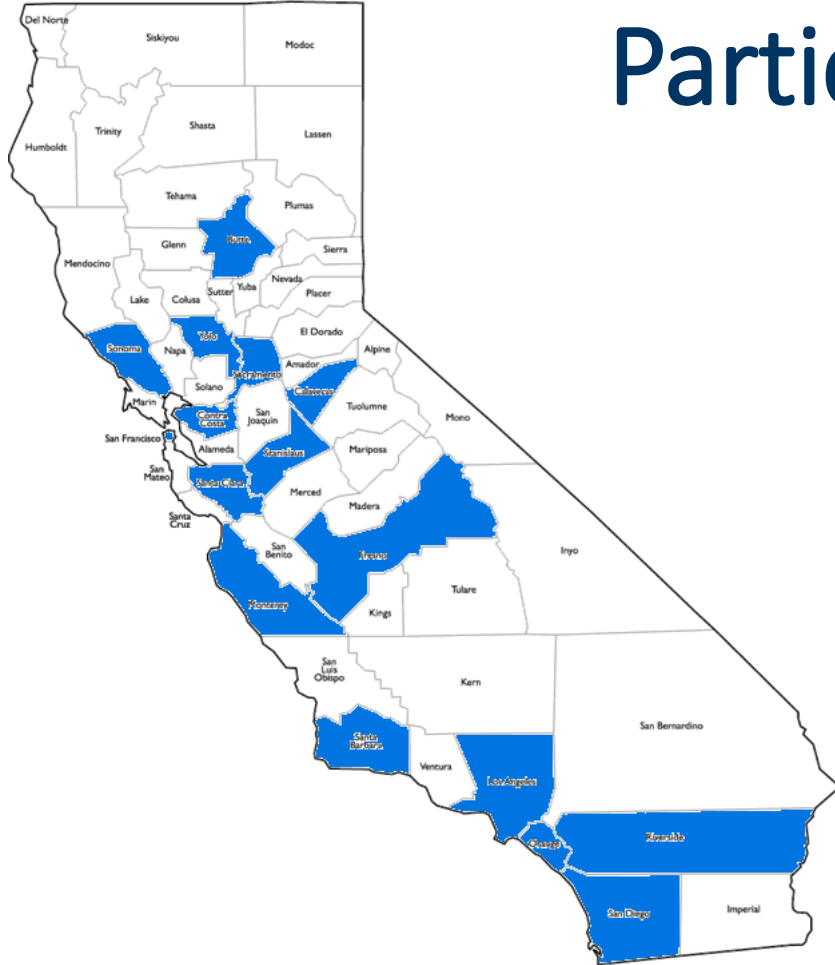 Partic
Del Norte
Siskiyou
Modoc
Humboldt
Trinity
Shasta
Lassen
Tehama
Plumas
Butte
Glenn
Sierra
Mendocino
Lake
Colusa
Sutter
Yuba
Nevada
Placer
El Dorado
Sonoma
Napa
Yolo
Sacramento
Amador
Alpine
Solano
Calaveras
Marin
Contra
Costa
San
Joaquin
Tuolumne
Mono
San Francisco
Alameda
Stanislaus
Mariposa
San
Mateo
Santa Clara
Merced
Madera
Santa
Cruz
San
Benito
Fresno
Inyo
Monterey
Kings
Tulare
San
Luis
Obispo
Kern
San Bernardino
Santa
Barbara
Ventura
Los Angeles
Orange
Riverside
San Diego
Imperial